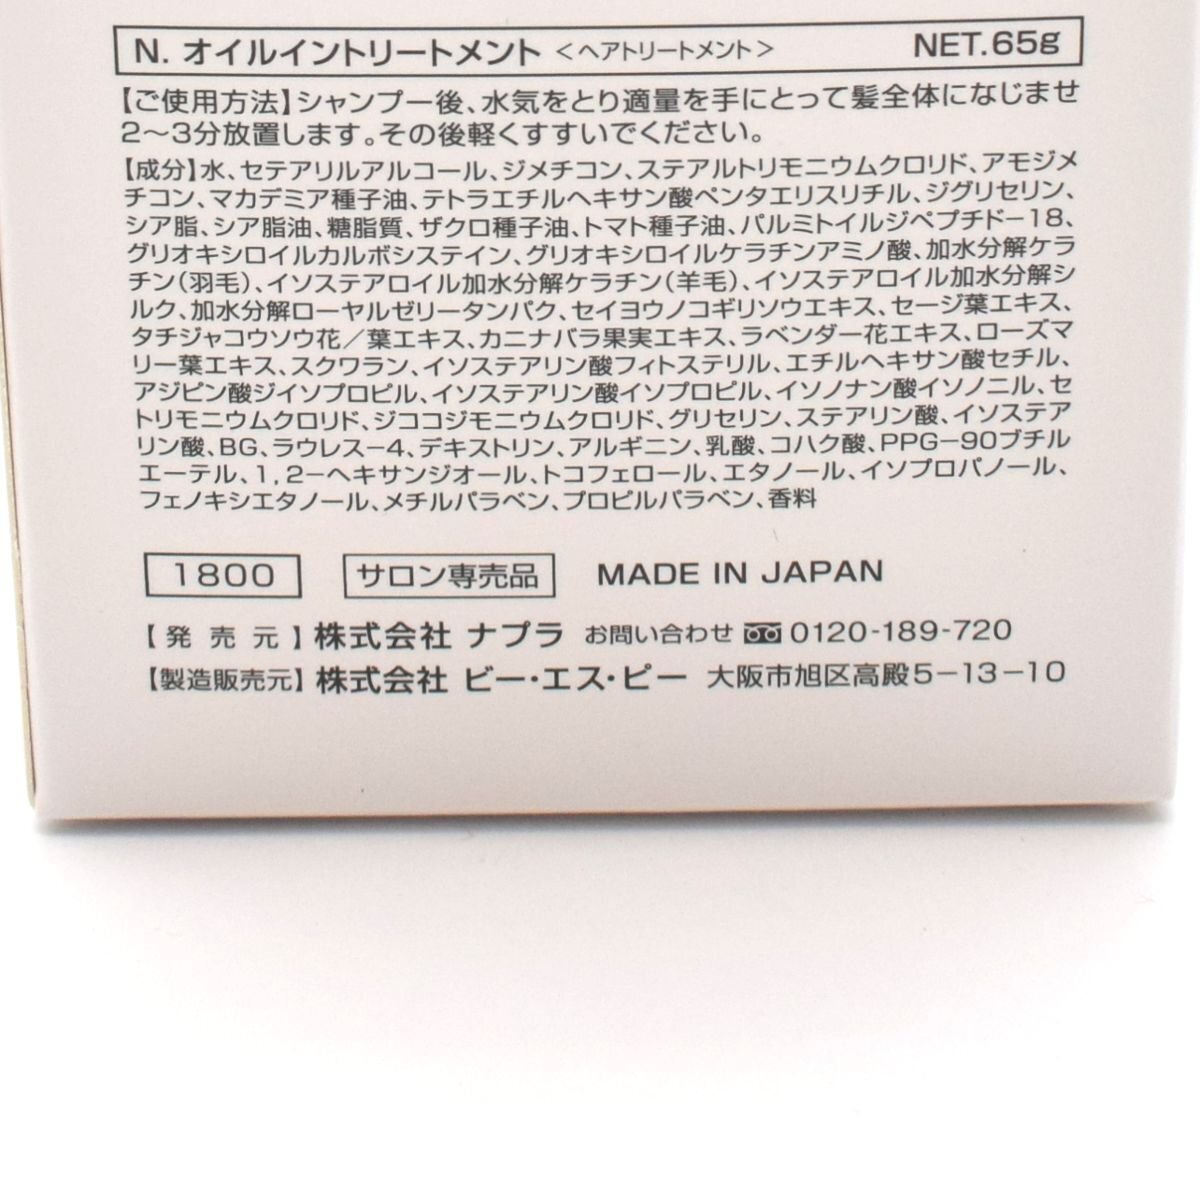 N. オイルイントリートメント <ヘアトリートメント> NET.65g
【ご使用方法】シャンプー後、水気をとり適量を手にとって髪全体になじませ
2～3分放置します。その後軽くすすいでください。
【成分】水、セテアリルアルコール、ジメチコン、ステアルトリモニウムクロリド、アモジメ
チコン、マカデミア種子油、テトラエチルヘキサン酸ペンタエリスリチル、ジグリセリン、
シア脂、シア脂油、糖脂質、ザクロ種子油、トマト種子油、パルミトイルジペプチド－18、
グリオキシロイルカルボシステイン、グリオキシロイルケラチンアミノ酸、加水分解ケラ
チン(羽毛)、イソステアロイル加水分解ケラチン(羊毛)、イソステアロイル加水分解シ
ルク、加水分解ローヤルゼリータンパク、セイヨウノコギリソウエキス、セージ葉エキス、
タチジャコウソウ花／葉エキス、カニナバラ果実エキス、ラベンダー花エキス、ローズマ
リー葉エキス、スクワラン、イソステアリン酸フィトステリル、エチルヘキサン酸セチル、
アジピン酸ジイソプロピル、イソステアリン酸イソプロピル、イソノナン酸イソノニル、セ
トリモニウムクロリド、ジココジモニウムクロリド、グリセリン、ステアリン酸、イソステア
リン酸、BG、ラウレス－4、デキストリン、アルギニン、乳酸、コハク酸、PPG－90ブチル
エーテル、1,2－ヘキサンジオール、トコフェロール、エタノール、イソプロパノール、
フェノキシエタノール、メチルパラベン、プロピルパラベン、香料
1800 サロン専売品 MADE IN JAPAN
【発売元】株式会社 ナプラ お問い合わせ 0120-189-720
【製造販売元】株式会社 ビー・エス・ピー 大阪市旭区高殿5－13－10